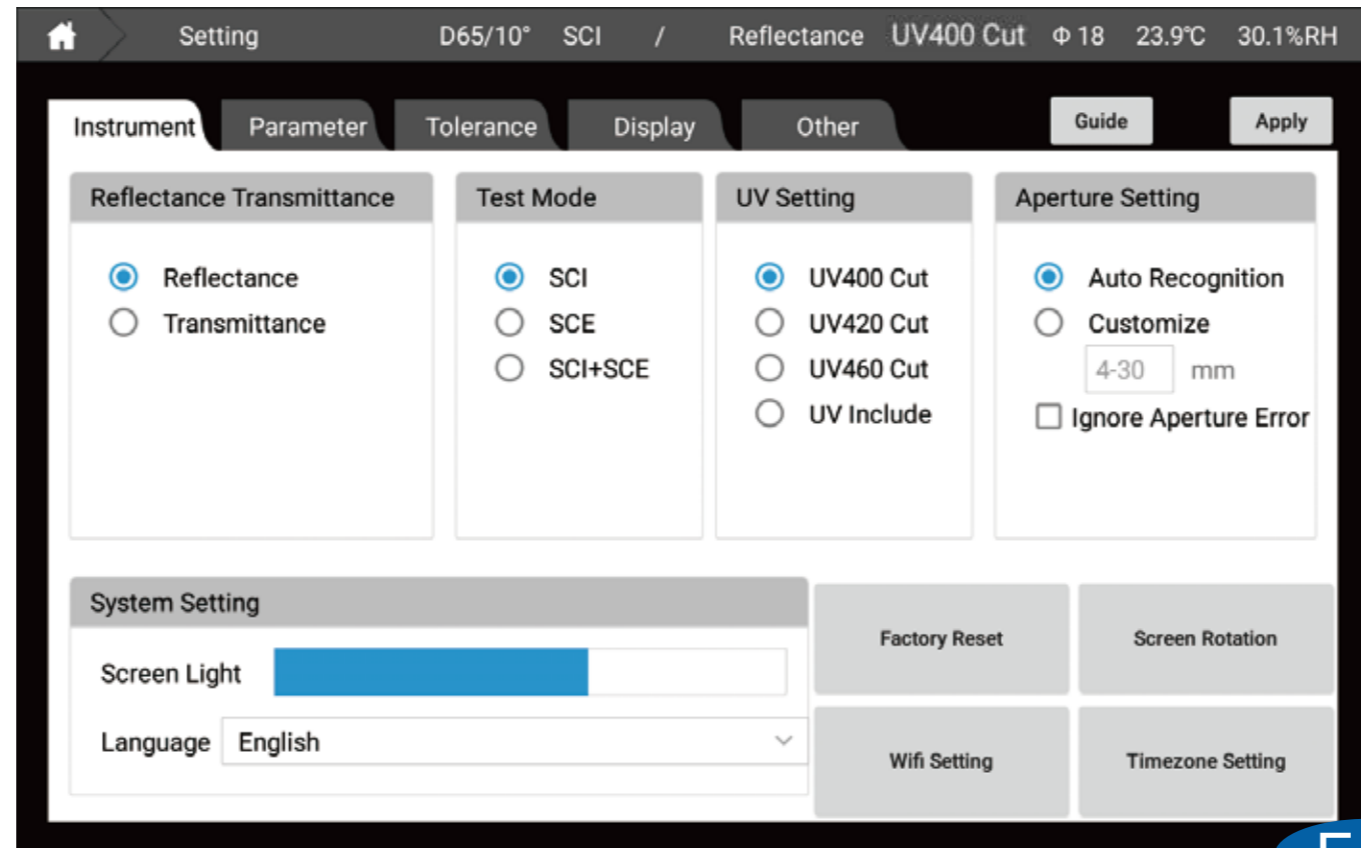 Setting D65/10° SCI / Reflectance UV400 Cut Φ 18 23.9℃ 30.1%RH
Instrument Parameter Tolerance Display Other Guide Apply
Reflectance Transmittance
Reflectance
Transmittance
Test Mode
SCI
SCE
SCI+SCE
UV Setting
UV400 Cut
UV420 Cut
UV460 Cut
UV Include
Aperture Setting
Auto Recognition
Customize
4-30 mm
Ignore Aperture Error
System Setting
Screen Light
Language English
Factory Reset
Screen Rotation
Wifi Setting
Timezone Setting